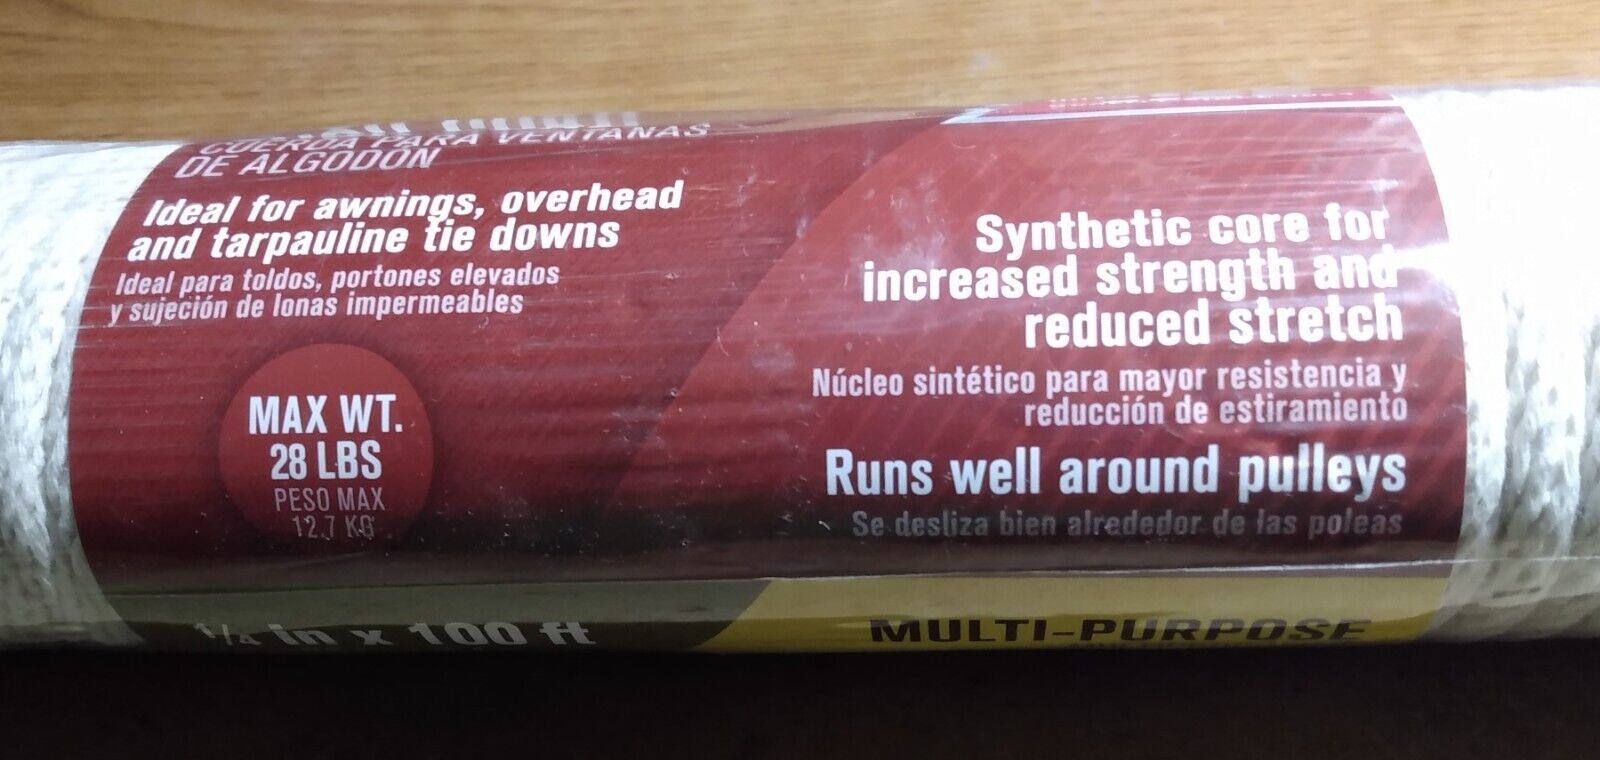 CUERDA PARA VENTANAS
DE ALGODÓN
Ideal for awnings, overhead
and tarpauline tie downs
Ideal para toldos, portones elevados
y sujeción de lonas impermeables
MAX WT.
28 LBS
PESO MAX
12.7 KG
Synthetic core for
increased strength and
reduced stretch
Núcleo sintético para mayor resistencia y
reducción de estiramiento
Runs well around pulleys
Se desliza bien alrededor de las poleas
1/4 in x 100 ft
MULTI-PURPOSE